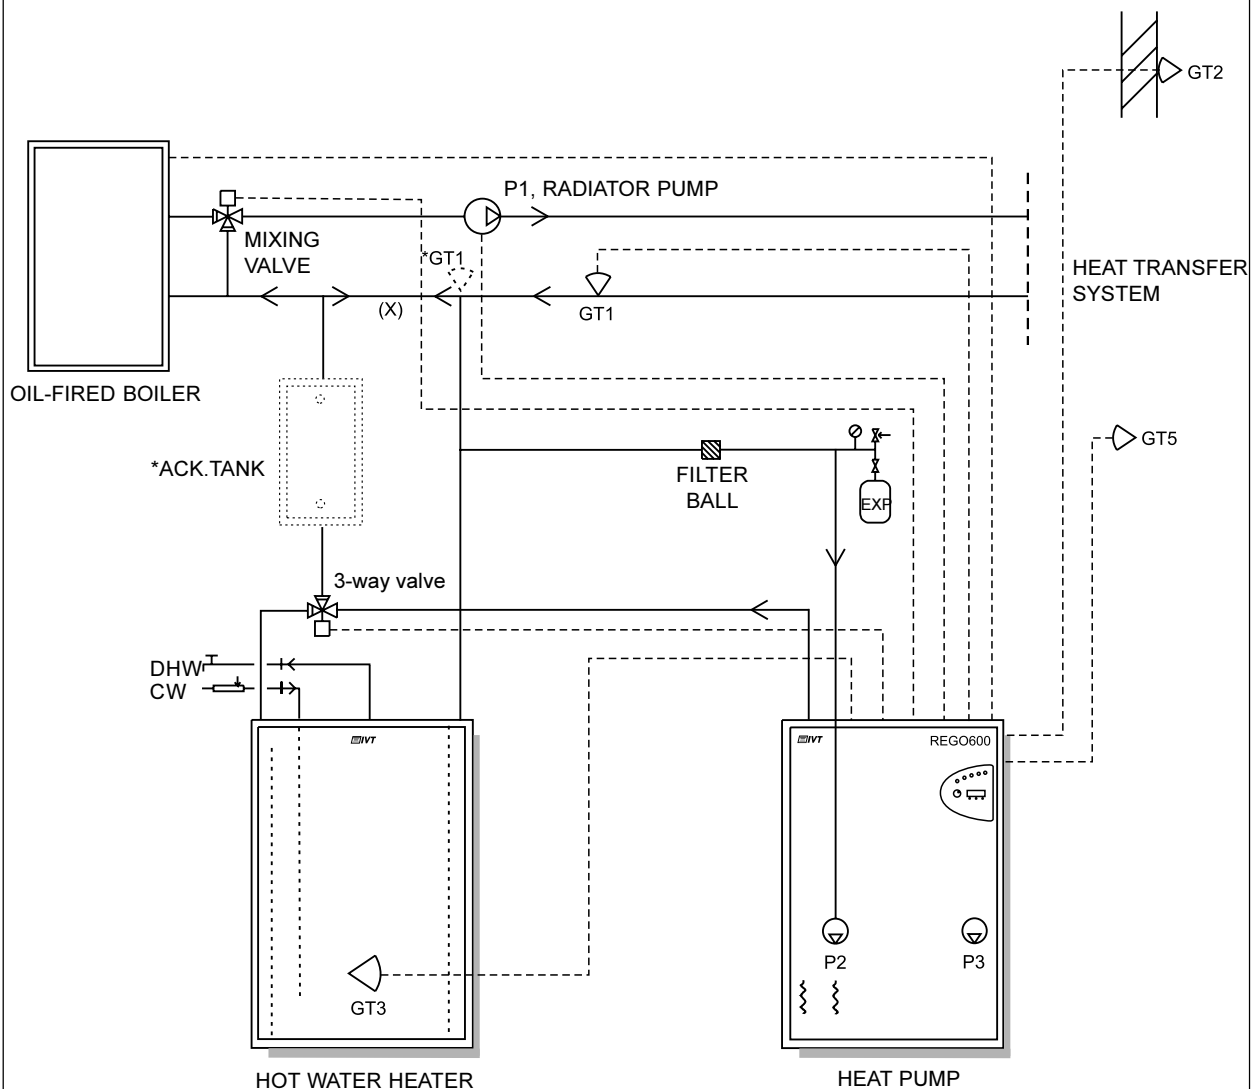 GT2
P1, RADIATOR PUMP
MIXING
VALVE
*GT1
HEAT TRANSFER
SYSTEM
(X)
GT1
OIL-FIRED BOILER
GT5
*ACK.TANK
FILTER
BALL
EXP
3-way valve
DHW
CW
IVT
IVT
REGO600
P2
P3
GT3
HOT WATER HEATER
HEAT PUMP